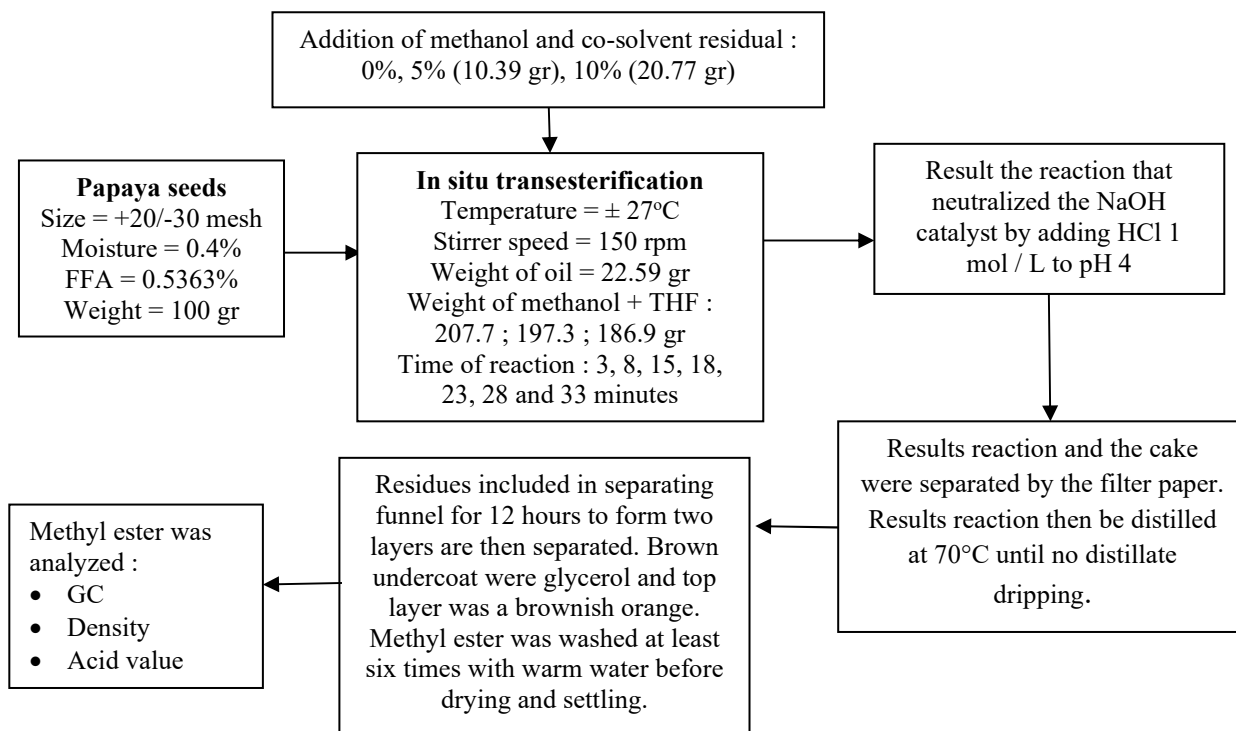 Addition of methanol and co-solvent residual :
0%, 5% (10.39 gr), 10% (20.77 gr)
Papaya seeds
Size = +20/-30 mesh
Moisture = 0.4%
FFA = 0.5363%
Weight = 100 gr
In situ transesterification
Temperature = ± 27°C
Stirrer speed = 150 rpm
Weight of oil = 22.59 gr
Weight of methanol + THF :
207.7 ; 197.3 ; 186.9 gr
Time of reaction : 3, 8, 15, 18,
23, 28 and 33 minutes
Result the reaction that
neutralized the NaOH
catalyst by adding HCl 1
mol / L to pH 4
Results reaction and the cake
were separated by the filter paper.
Results reaction then be distilled
at 70°C until no distillate
dripping.
Residues included in separating
funnel for 12 hours to form two
layers are then separated. Brown
undercoat were glycerol and top
layer was a brownish orange.
Methyl ester was washed at least
six times with warm water before
drying and settling.
Methyl ester was
analyzed :
• GC
• Density
• Acid value